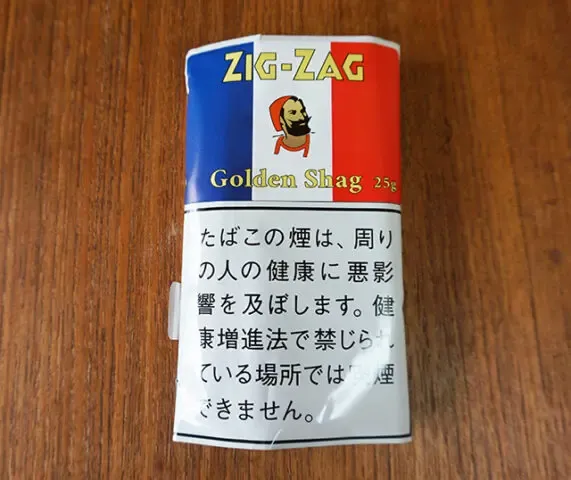 ZIG-ZAG
Golden Shag 25g
たばこの煙は、周り
の人の健康に悪影
響を及ぼします。健
康増進法で禁じられ
ている場所では喫煙
できません。